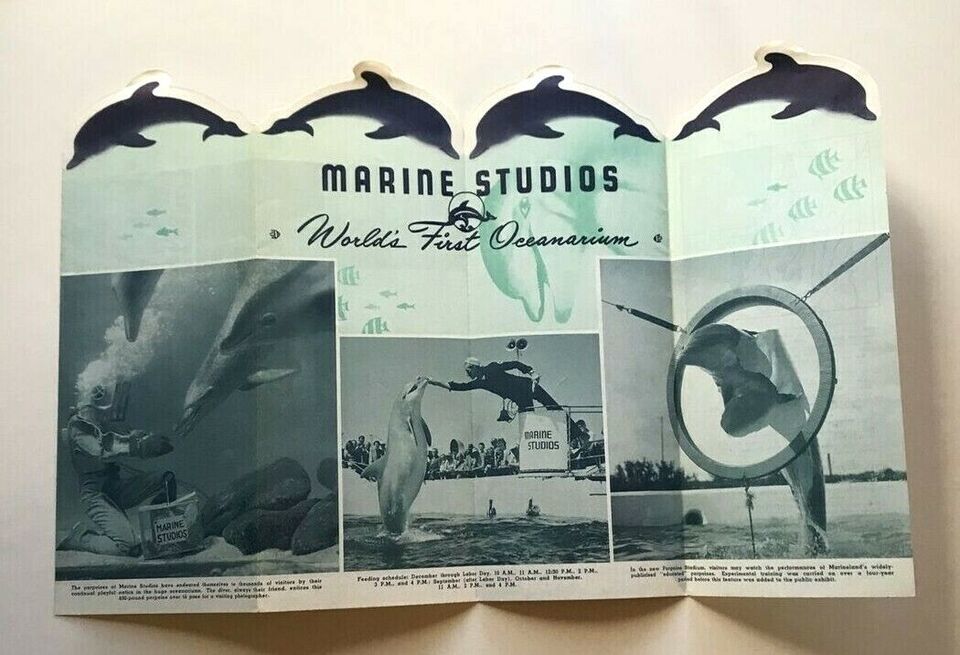 MARINE STUDIOS
World's First Oceanarium
MARINE
STUDIOS
MARINE
STUDIOS
The porpoises of Marine Studios have endeared themselves to thousands of visitors by their
continual playful antics in the huge oceanariums. The diver, always their friend, entices this
400-pound porpoise over to pose for a visiting photographer.
Feeding schedule: December through Labor Day, 10 A.M., 11 A.M., 12:30 P.M., 2 P.M.,
3 P.M., and 4 P.M.; September (after Labor Day), October and November,
11 A.M., 2 P.M., and 4 P.M.
In the new Porpoise Stadium, visitors may watch the performances of Marineland's widely-
publicized "educated" porpoises. Experimental training was carried on over a four-year
period before this feature was added to the public exhibit.